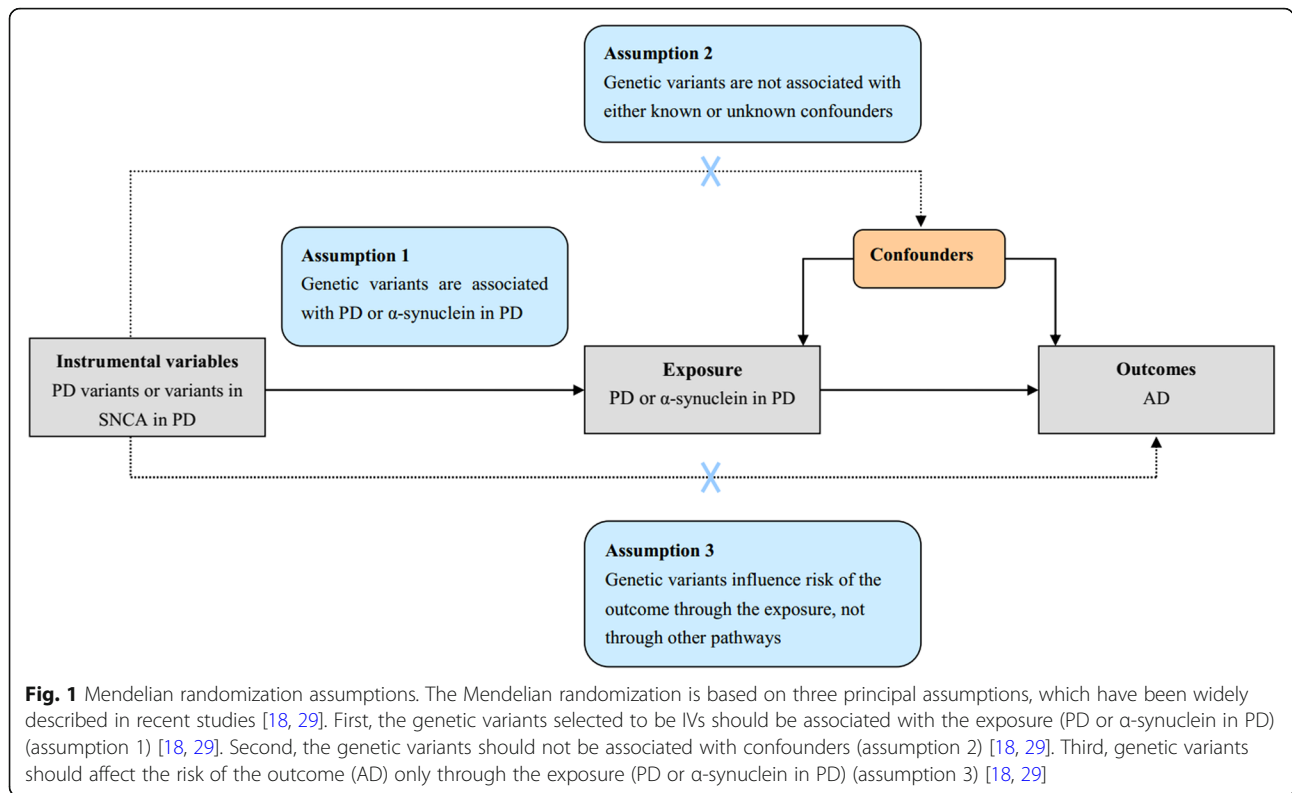 Assumption 2
Genetic variants are not associated with
either known or unknown confounders
Assumption 1
Genetic variants are associated
with PD or α-synuclein in PD
Confounders
Instrumental variables
PD variants or variants in
SNCA in PD
Exposure
PD or α-synuclein in PD
Outcomes
AD
Assumption 3
Genetic variants influence risk of the
outcome through the exposure, not
through other pathways
Fig. 1 Mendelian randomization assumptions. The Mendelian randomization is based on three principal assumptions, which have been widely
described in recent studies [18, 29]. First, the genetic variants selected to be IVs should be associated with the exposure (PD or α-synuclein in PD)
(assumption 1) [18, 29]. Second, the genetic variants should not be associated with confounders (assumption 2) [18, 29]. Third, genetic variants
should affect the risk of the outcome (AD) only through the exposure (PD or α-synuclein in PD) (assumption 3) [18, 29]